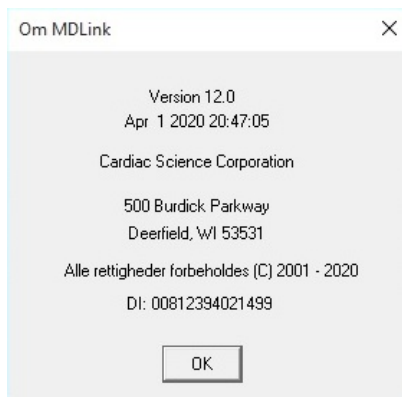 Om MDLink
Version 12.0
Apr 1 2020 20:47:05
Cardiac Science Corporation
500 Burdick Parkway
Deerfield, WI 53531
Alle rettigheder forbeholdes (C) 2001 - 2020
DI: 00812394021499
OK